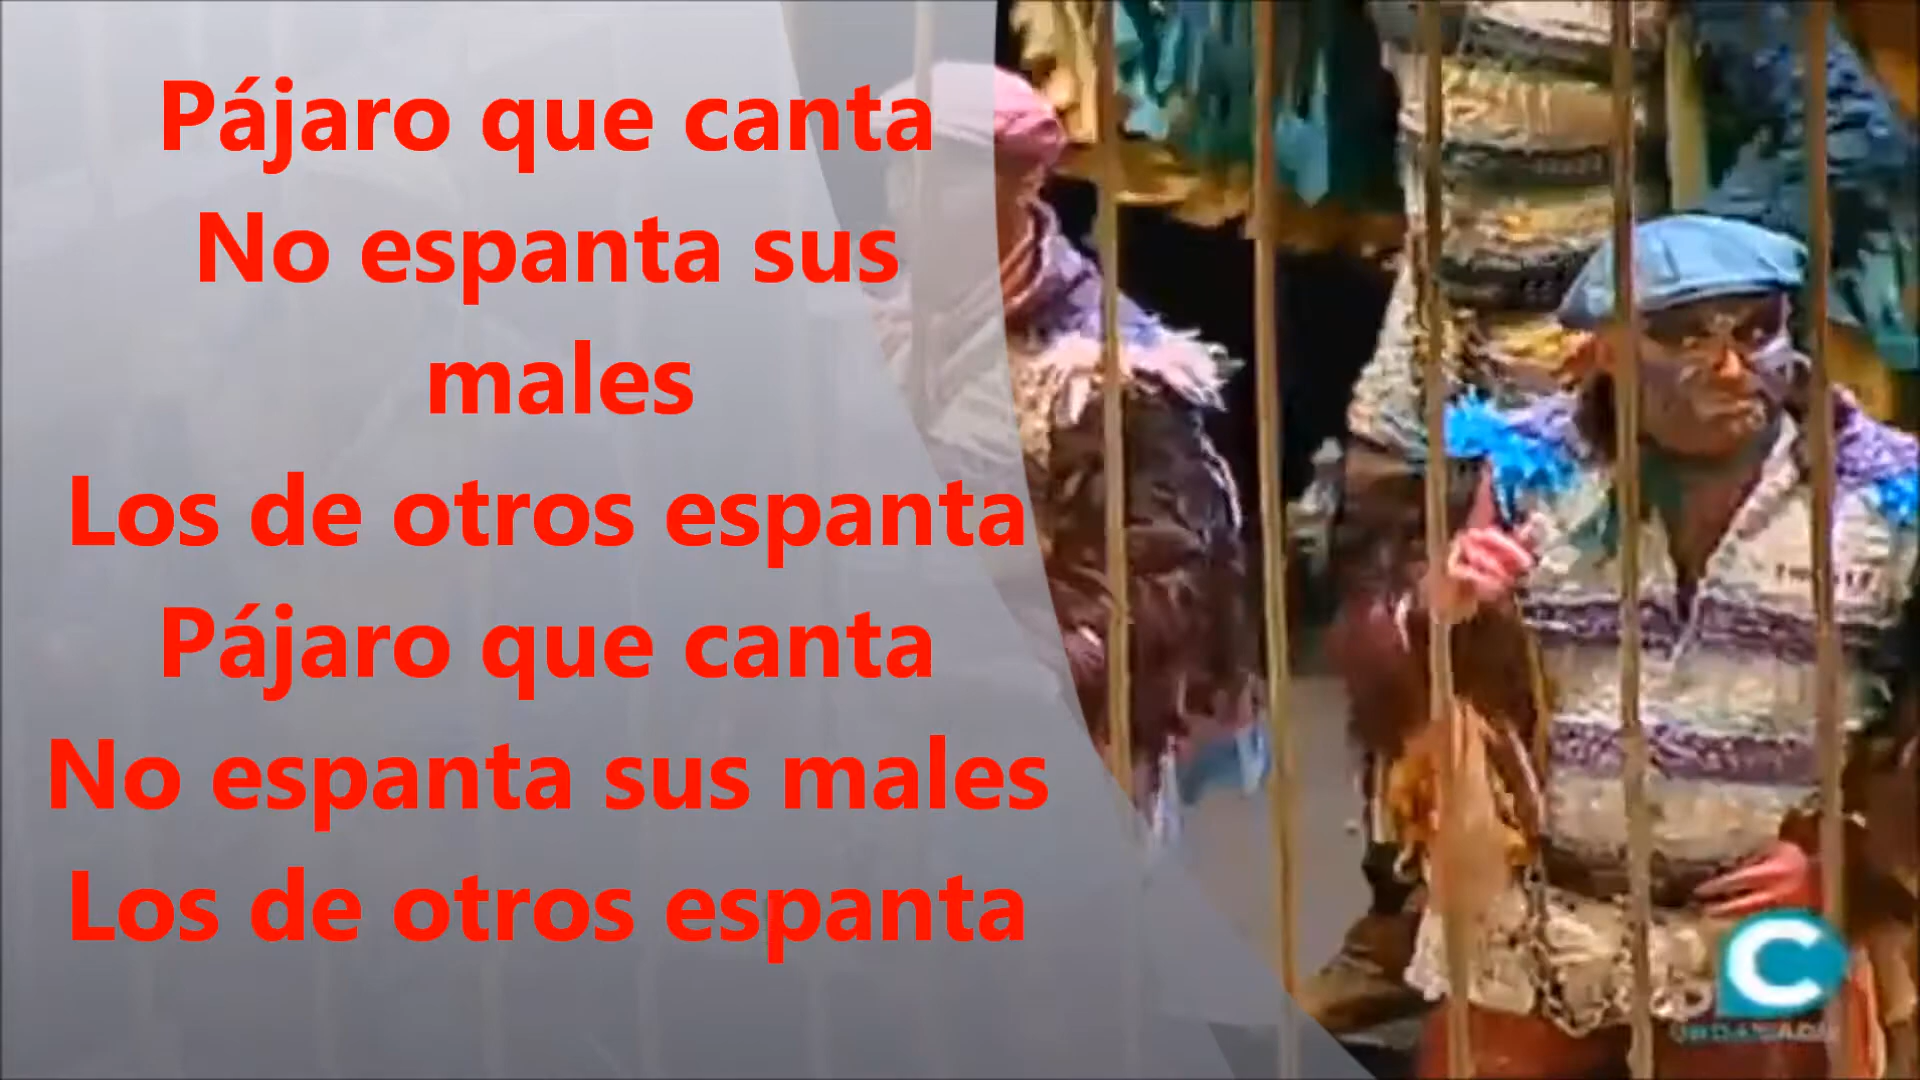 Pájaro que canta
No espanta sus
males
Los de otros espanta
Pájaro que canta
No espanta sus males
Los de otros espanta
C